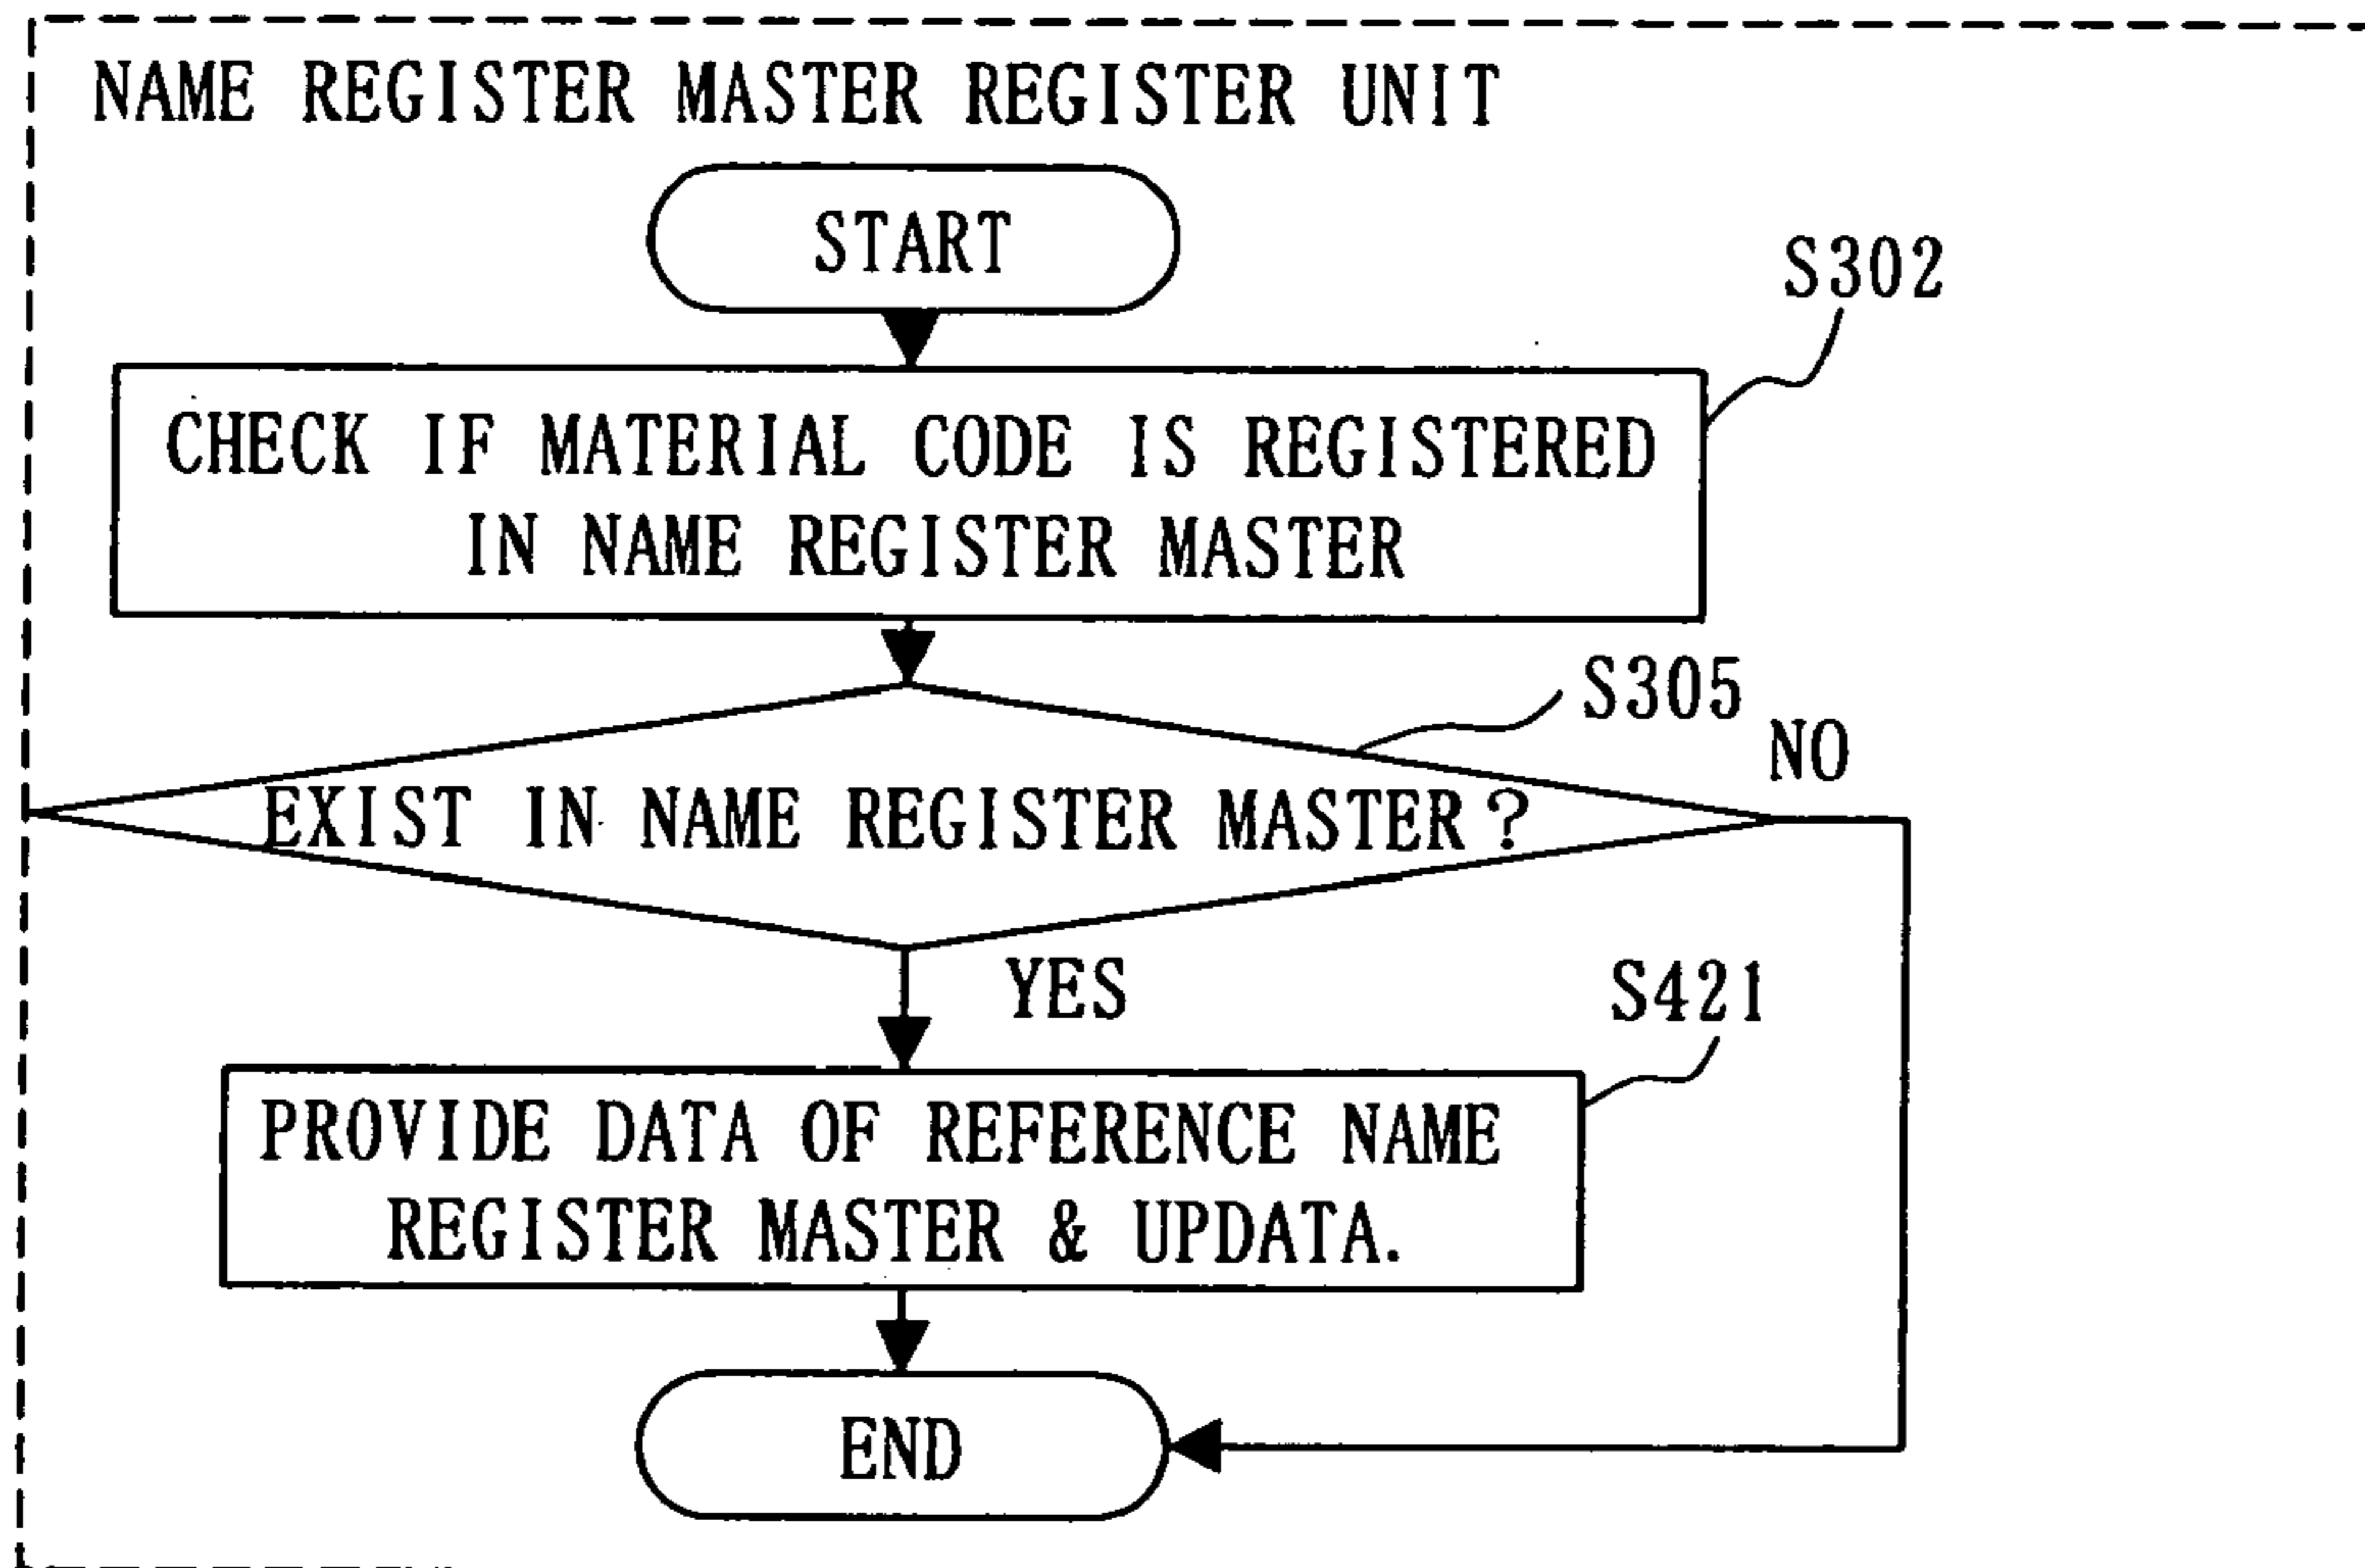 NAME REGISTER MASTER REGISTER UNIT
START
S302
CHECK IF MATERIAL CODE IS REGISTERED
IN NAME REGISTER MASTER
S305
NO
EXIST IN NAME REGISTER MASTER?
YES
S421
PROVIDE DATA OF REFERENCE NAME
REGISTER MASTER & UPDATA.
END